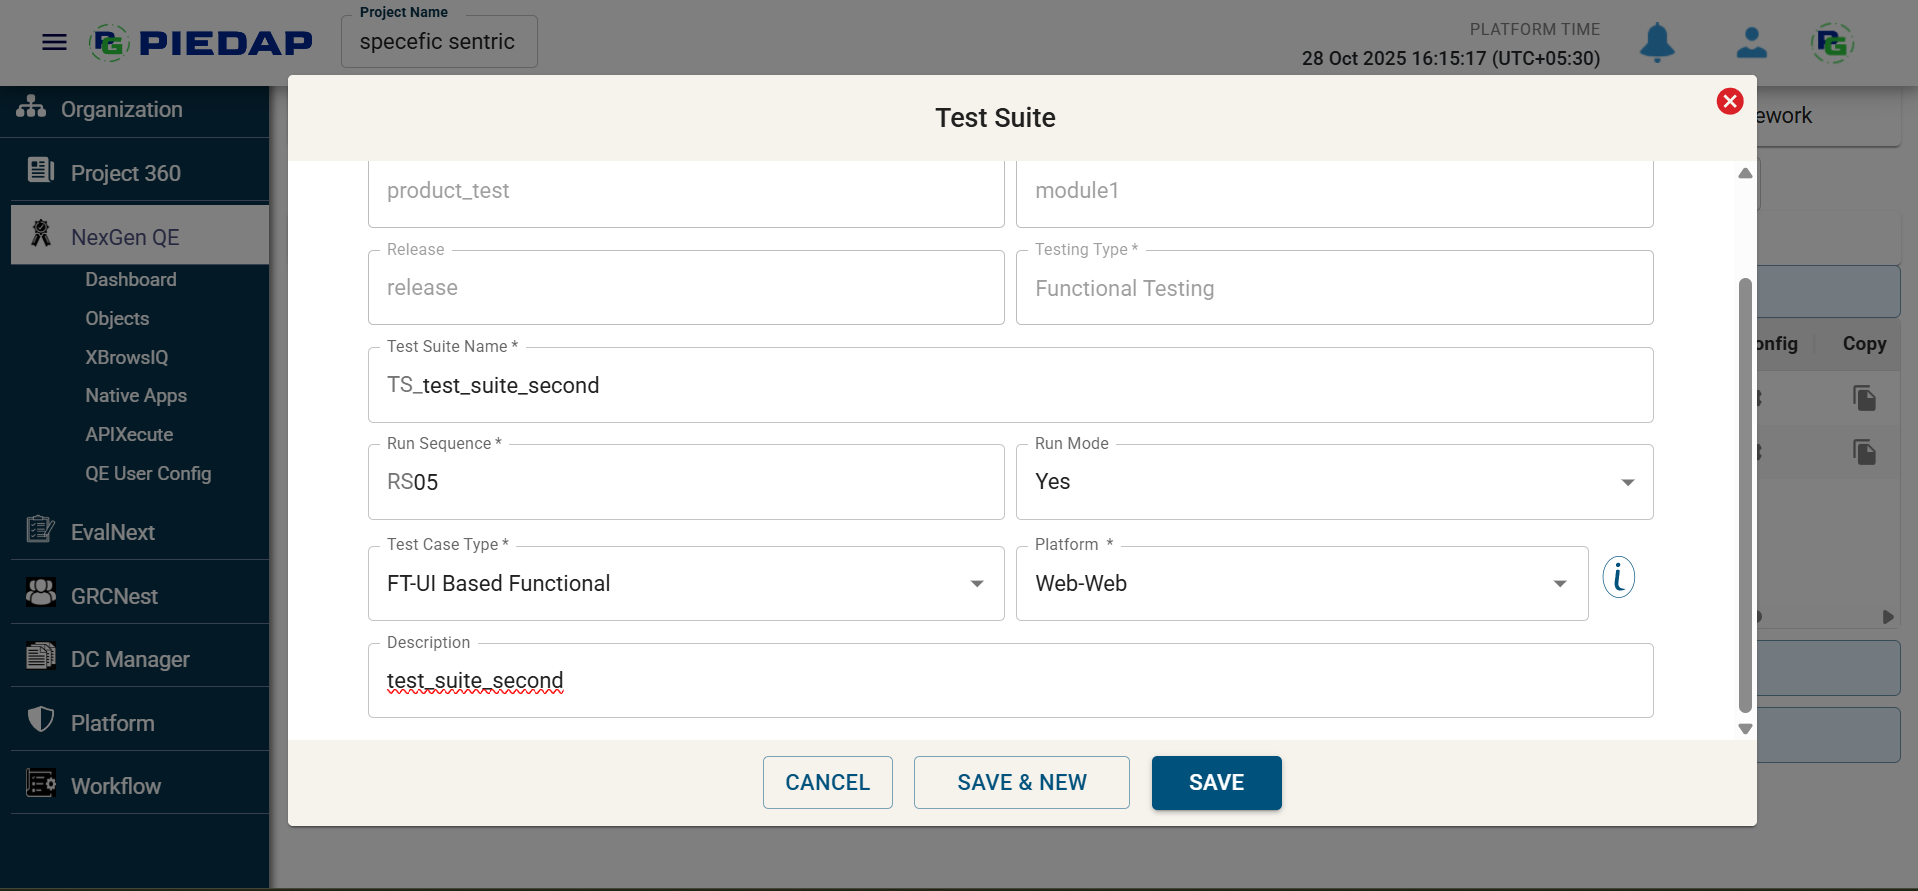 Project Name
PG PIEDAP
specefic sentric
PLATFORM TIME
28 Oct 2025 16:15:17 (UTC+05:30)
PG
Organization
Project 360
NexGen QE
Dashboard
Objects
XBrowsIQ
Native Apps
APIXecute
QE User Config
EvalNext
GRCNest
DC Manager
Platform
Workflow
Test Suite
product_test
module1
Release
release
Testing Type *
Functional Testing
Test Suite Name *
TS_test_suite_second
Run Sequence *
RS05
Run Mode
Yes
Test Case Type *
FT-UI Based Functional
Platform *
Web-Web
i
Description
test_suite_second
CANCEL
SAVE & NEW
SAVE
ework
onfig
Copy